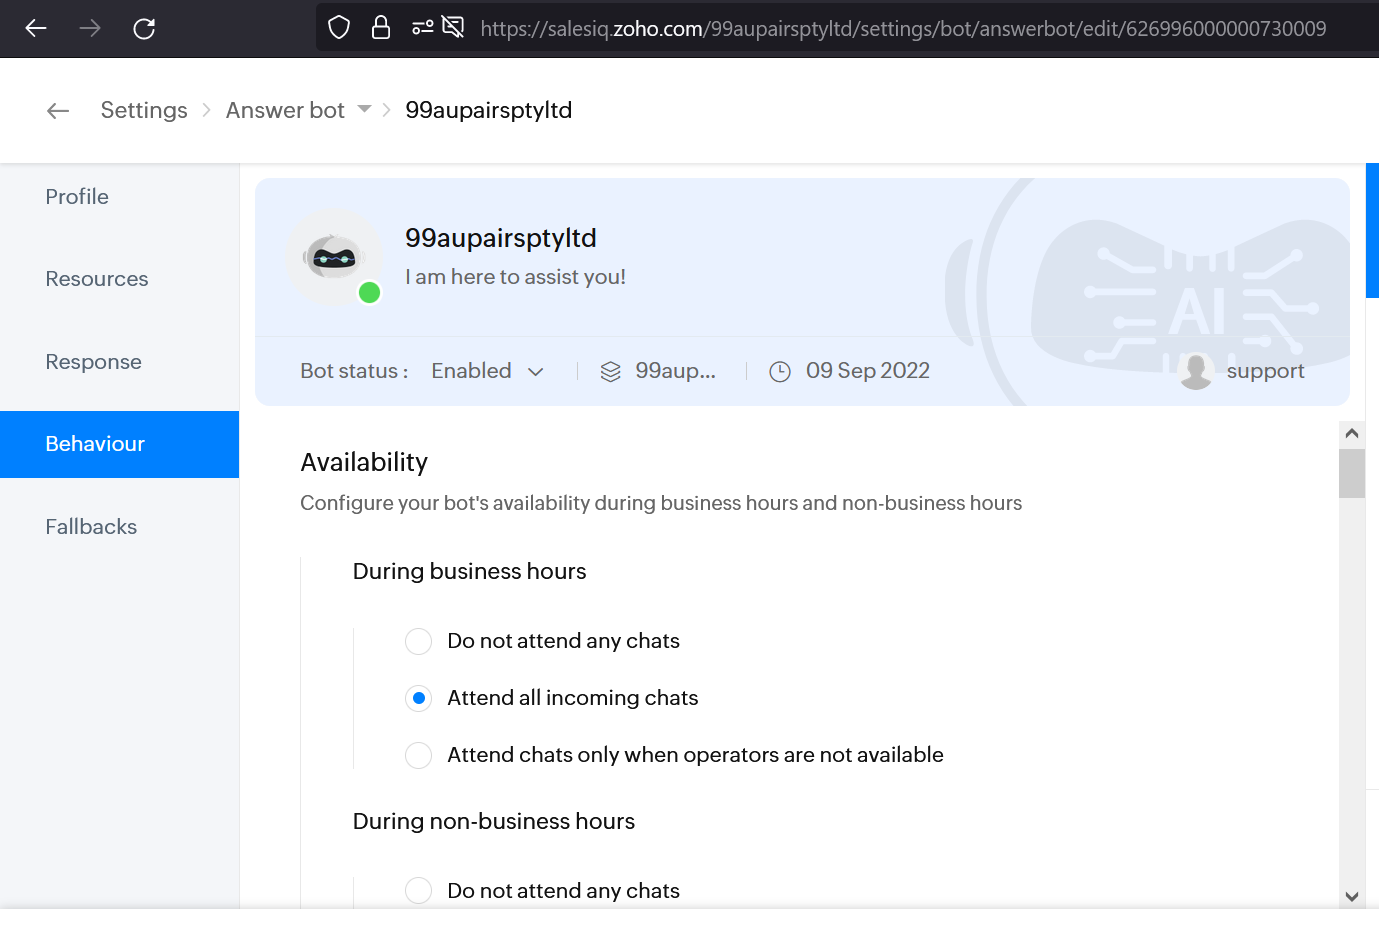 https://salesiq.zoho.com/99aupairsptyltd/settings/bot/answerbot/edit/626996000000730009
Settings > Answer bot > 99aupairsptyltd
Profile
Resources
Response
Behaviour
Fallbacks
99aupairsptyltd
I am here to assist you!
AI
Bot status : Enabled 99aup... 09 Sep 2022 support
Availability
Configure your bot's availability during business hours and non-business hours
During business hours
Do not attend any chats
Attend all incoming chats
Attend chats only when operators are not available
During non-business hours
Do not attend any chats